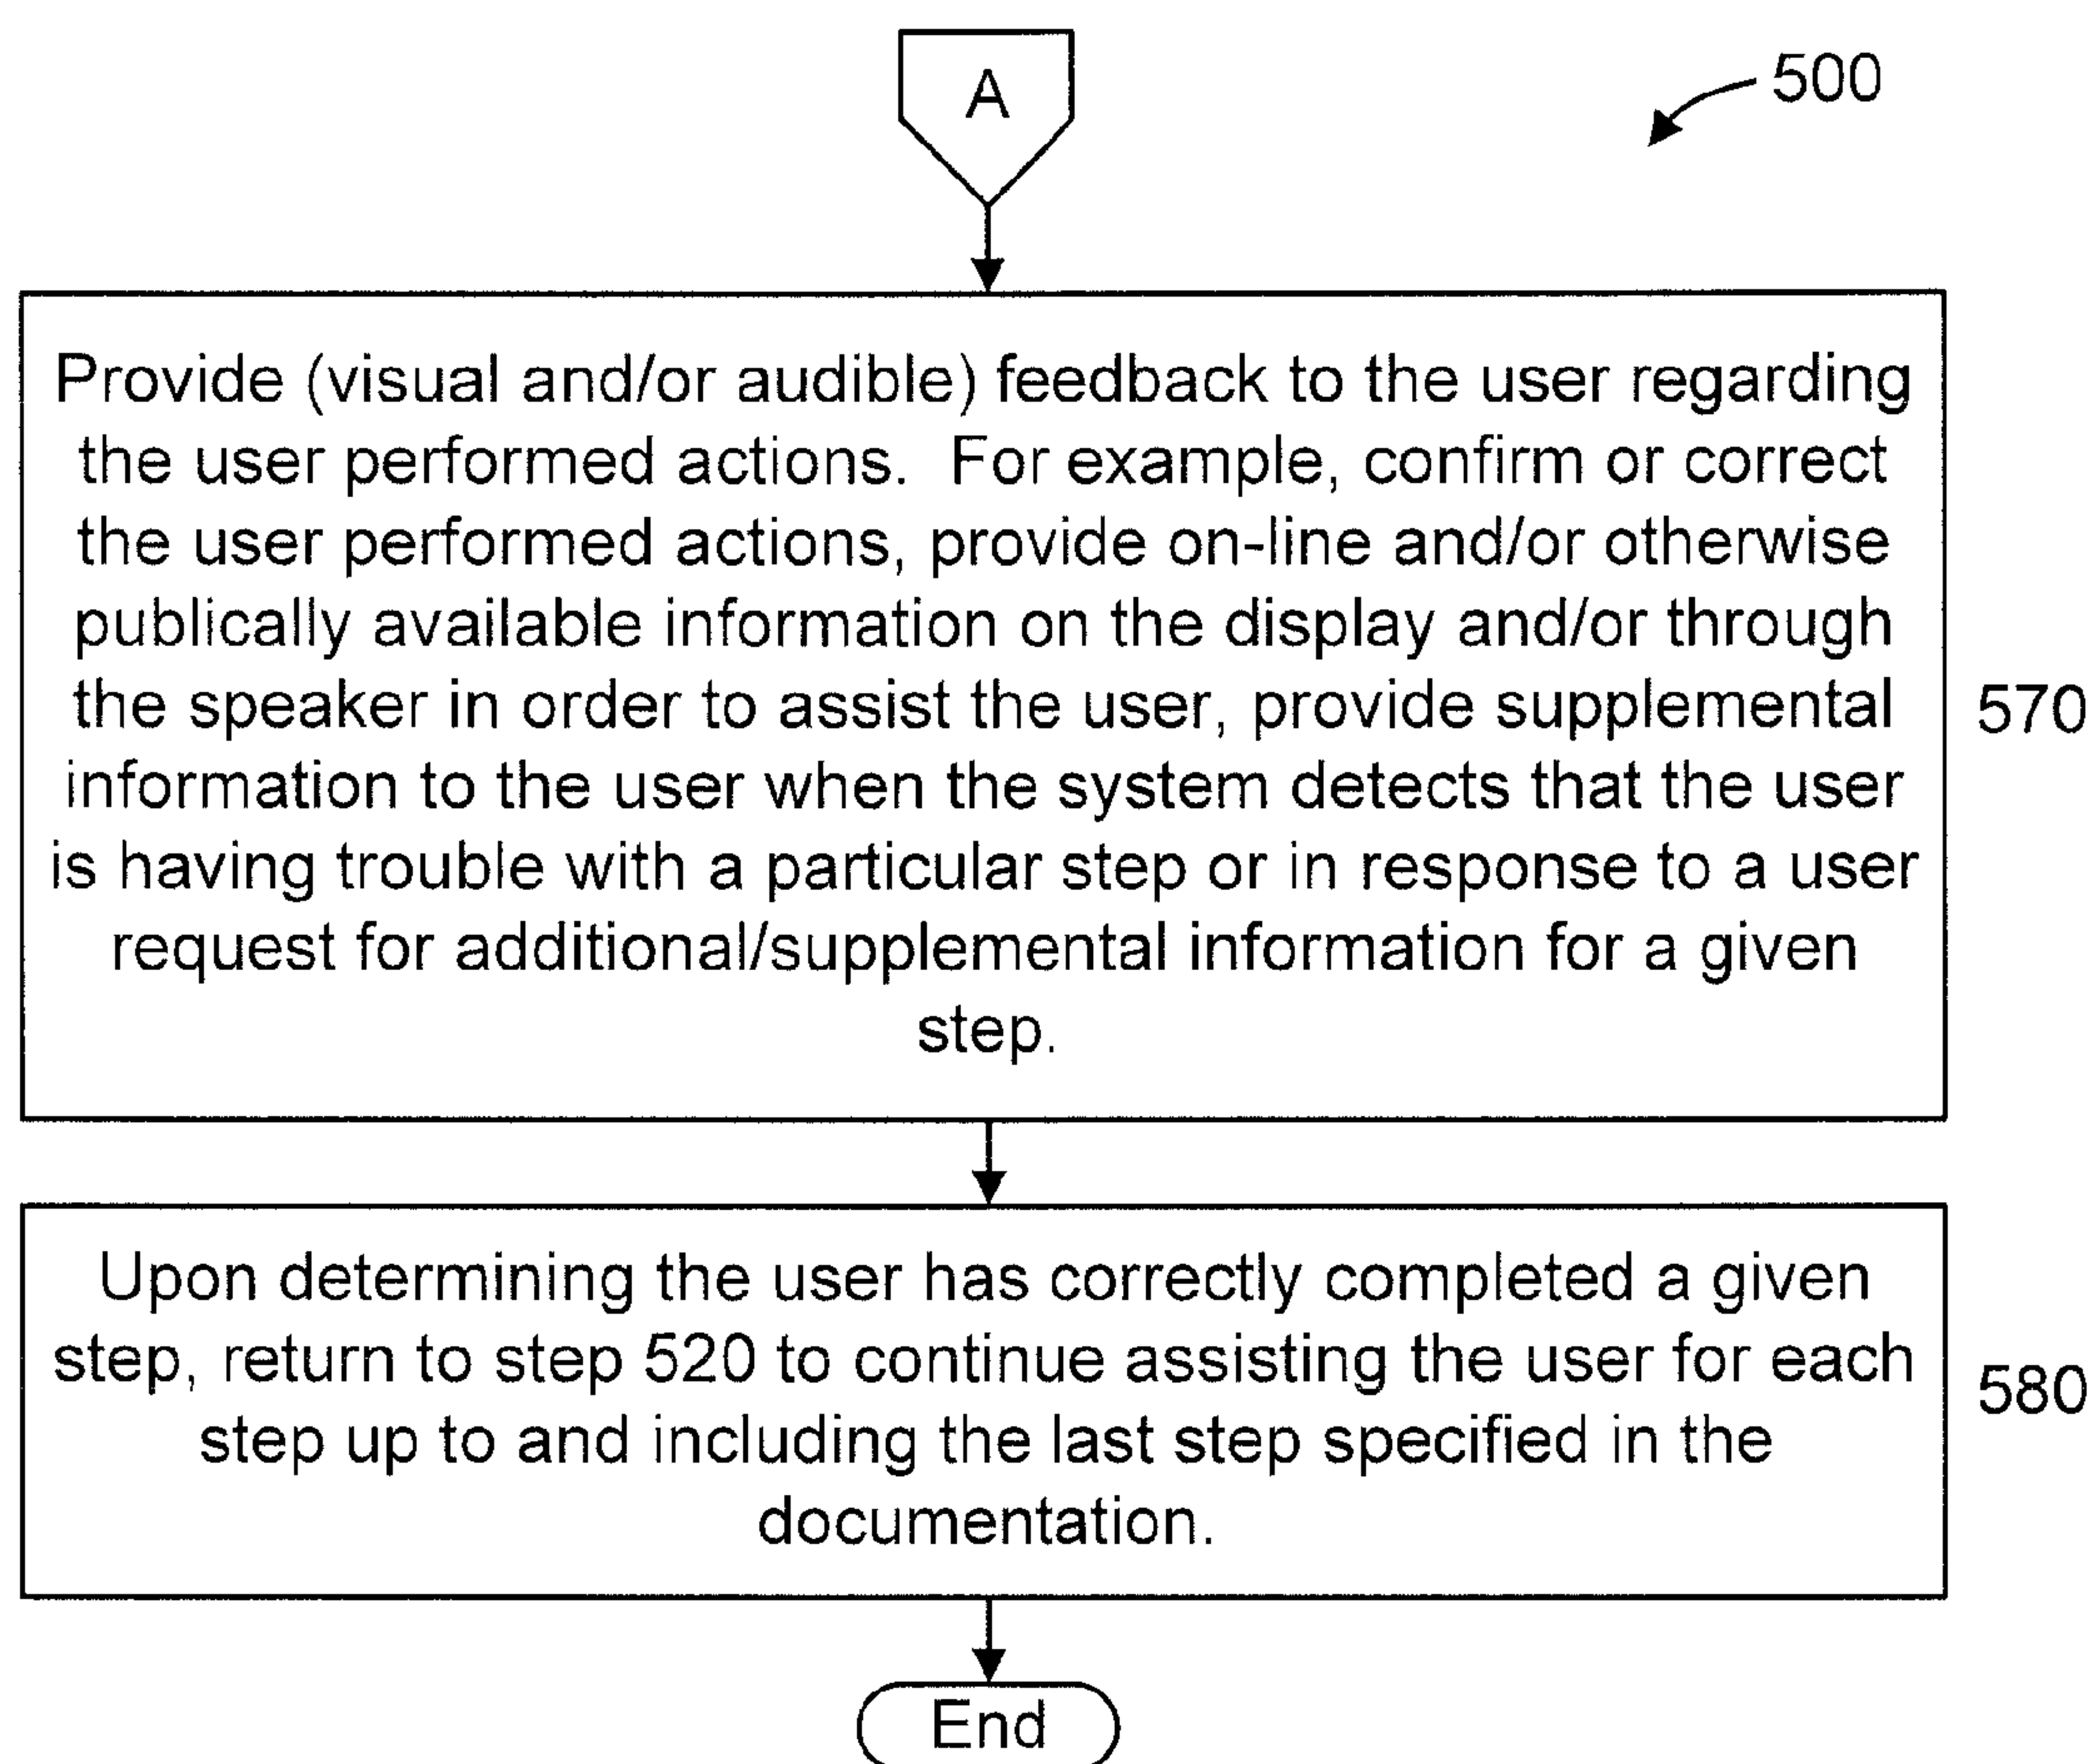 A
500
Provide (visual and/or audible) feedback to the user regarding
the user performed actions.  For example, confirm or correct
the user performed actions, provide on-line and/or otherwise
publically available information on the display and/or through
the speaker in order to assist the user, provide supplemental
information to the user when the system detects that the user
is having trouble with a particular step or in response to a user
request for additional/supplemental information for a given
step.
570
Upon determining the user has correctly completed a given
step, return to step 520 to continue assisting the user for each
step up to and including the last step specified in the
documentation.
580
End